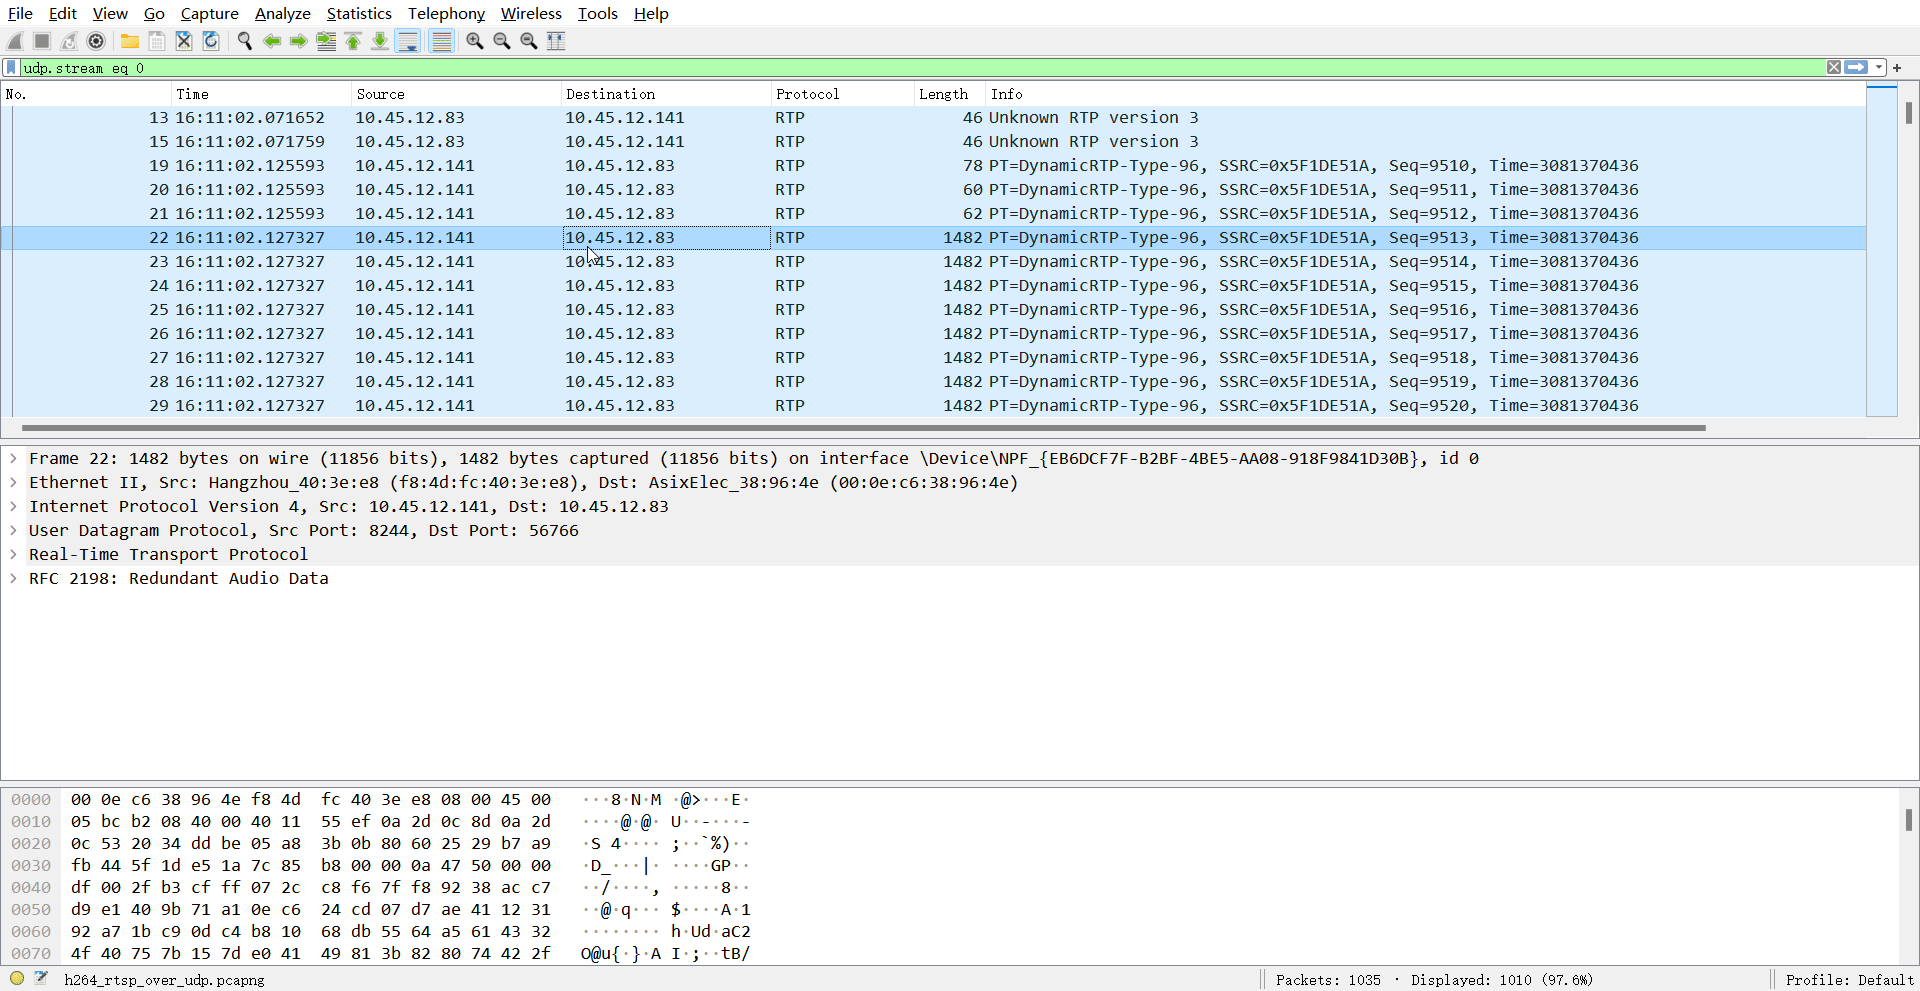 File Edit View Go Capture Analyze Statistics Telephony Wireless Tools Help
udp.stream eq 0
No. Time Source Destination Protocol Length Info
13 16:11:02.071652 10.45.12.83 10.45.12.141 RTP 46 Unknown RTP version 3
15 16:11:02.071759 10.45.12.83 10.45.12.141 RTP 46 Unknown RTP version 3
19 16:11:02.125593 10.45.12.141 10.45.12.83 RTP 78 PT=DynamicRTP-Type-96, SSRC=0x5F1DE51A, Seq=9510, Time=3081370436
20 16:11:02.125593 10.45.12.141 10.45.12.83 RTP 60 PT=DynamicRTP-Type-96, SSRC=0x5F1DE51A, Seq=9511, Time=3081370436
21 16:11:02.125593 10.45.12.141 10.45.12.83 RTP 62 PT=DynamicRTP-Type-96, SSRC=0x5F1DE51A, Seq=9512, Time=3081370436
22 16:11:02.127327 10.45.12.141 10.45.12.83 RTP 1482 PT=DynamicRTP-Type-96, SSRC=0x5F1DE51A, Seq=9513, Time=3081370436
23 16:11:02.127327 10.45.12.141 10.45.12.83 RTP 1482 PT=DynamicRTP-Type-96, SSRC=0x5F1DE51A, Seq=9514, Time=3081370436
24 16:11:02.127327 10.45.12.141 10.45.12.83 RTP 1482 PT=DynamicRTP-Type-96, SSRC=0x5F1DE51A, Seq=9515, Time=3081370436
25 16:11:02.127327 10.45.12.141 10.45.12.83 RTP 1482 PT=DynamicRTP-Type-96, SSRC=0x5F1DE51A, Seq=9516, Time=3081370436
26 16:11:02.127327 10.45.12.141 10.45.12.83 RTP 1482 PT=DynamicRTP-Type-96, SSRC=0x5F1DE51A, Seq=9517, Time=3081370436
27 16:11:02.127327 10.45.12.141 10.45.12.83 RTP 1482 PT=DynamicRTP-Type-96, SSRC=0x5F1DE51A, Seq=9518, Time=3081370436
28 16:11:02.127327 10.45.12.141 10.45.12.83 RTP 1482 PT=DynamicRTP-Type-96, SSRC=0x5F1DE51A, Seq=9519, Time=3081370436
29 16:11:02.127327 10.45.12.141 10.45.12.83 RTP 1482 PT=DynamicRTP-Type-96, SSRC=0x5F1DE51A, Seq=9520, Time=3081370436
Frame 22: 1482 bytes on wire (11856 bits), 1482 bytes captured (11856 bits) on interface \Device\NPF_{EB6DCF7F-B2BF-4BE5-AA08-918F9841D30B}, id 0
Ethernet II, Src: Hangzhou_40:3e:e8 (f8:4d:fc:40:3e:e8), Dst: AsixElec_38:96:4e (00:0e:c6:38:96:4e)
Internet Protocol Version 4, Src: 10.45.12.141, Dst: 10.45.12.83
User Datagram Protocol, Src Port: 8244, Dst Port: 56766
Real-Time Transport Protocol
RFC 2198: Redundant Audio Data
0000 00 0e c6 38 96 4e f8 4d fc 40 3e e8 08 00 45 00 ···8·N·M ·@>···E·
0010 05 bc b2 08 40 00 40 11 55 ef 0a 2d 0c 8d 0a 2d ····@·@· U··-···-
0020 0c 53 20 34 dd be 05 a8 3b 0b 80 60 25 29 b7 a9 ·S 4···· ;··`%)··
0030 fb 44 5f 1d e5 1a 7c 85 b8 00 00 0a 47 50 00 00 ·D_···|· ····GP··
0040 df 00 2f b3 cf ff 07 2c c8 f6 7f f8 92 38 ac c7 ··/····, ·····8··
0050 d9 e1 40 9b 71 a1 0e c6 24 cd 07 d7 ae 41 12 31 ··@·q··· $····A·1
0060 92 a7 1b c9 0d c4 b8 10 68 db 55 64 a5 61 43 32 ········ h·Ud·aC2
0070 4f 40 75 7b 15 7d e0 41 49 81 3b 82 80 74 42 2f O@u{·}·A I·;··tB/
h264_rtsp_over_udp.pcapng Packets: 1035 · Displayed: 1010 (97.6%) Profile: Default